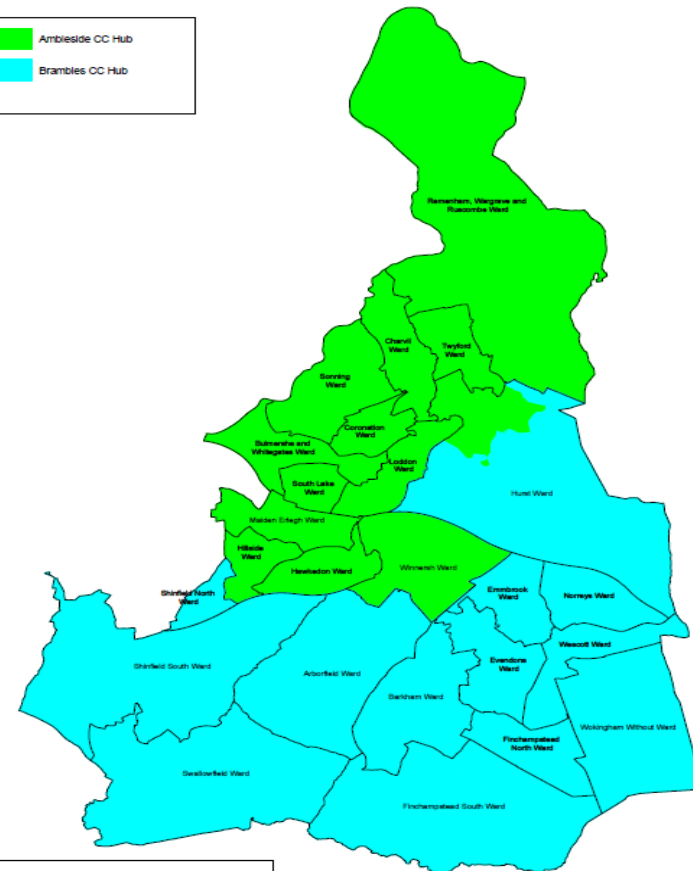 Ambleside CC Hub
Brambles CC Hub
Remenham, Wargrave and
Ruscombe Ward
Charvil
Ward
Twyford
Ward
Sonning
Ward
Coronation
Ward
Bulmershe and
Whitegates Ward
Loddon
Ward
South Lake
Ward
Hurst Ward
Maiden Erlegh Ward
Hillside
Ward
Hawkedon Ward
Winnersh Ward
Shinfield North
Ward
Emmbrook
Ward
Norreys Ward
Wescott Ward
Evendons
Ward
Shinfield South Ward
Arborfield Ward
Barkham Ward
Wokingham Without Ward
Finchampstead
North Ward
Swallowfield Ward
Finchampstead South Ward